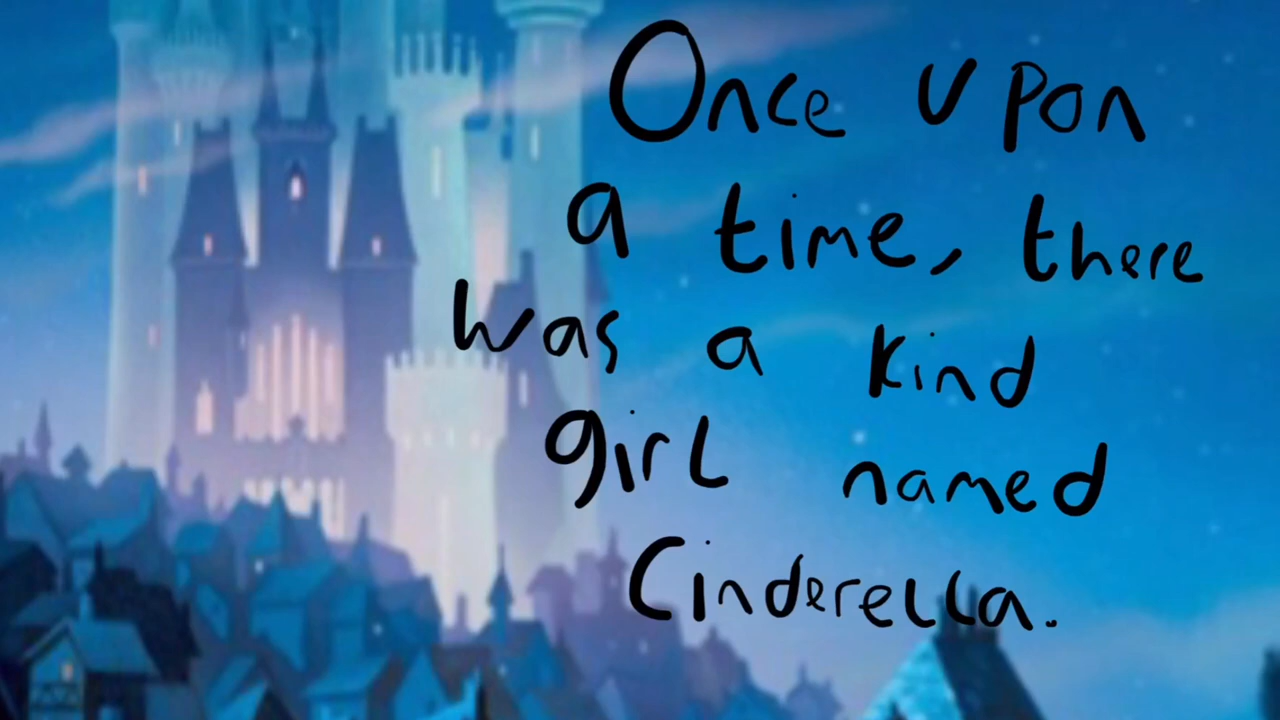 Once upon
a time, there
was a kind
girl named
Cinderella.